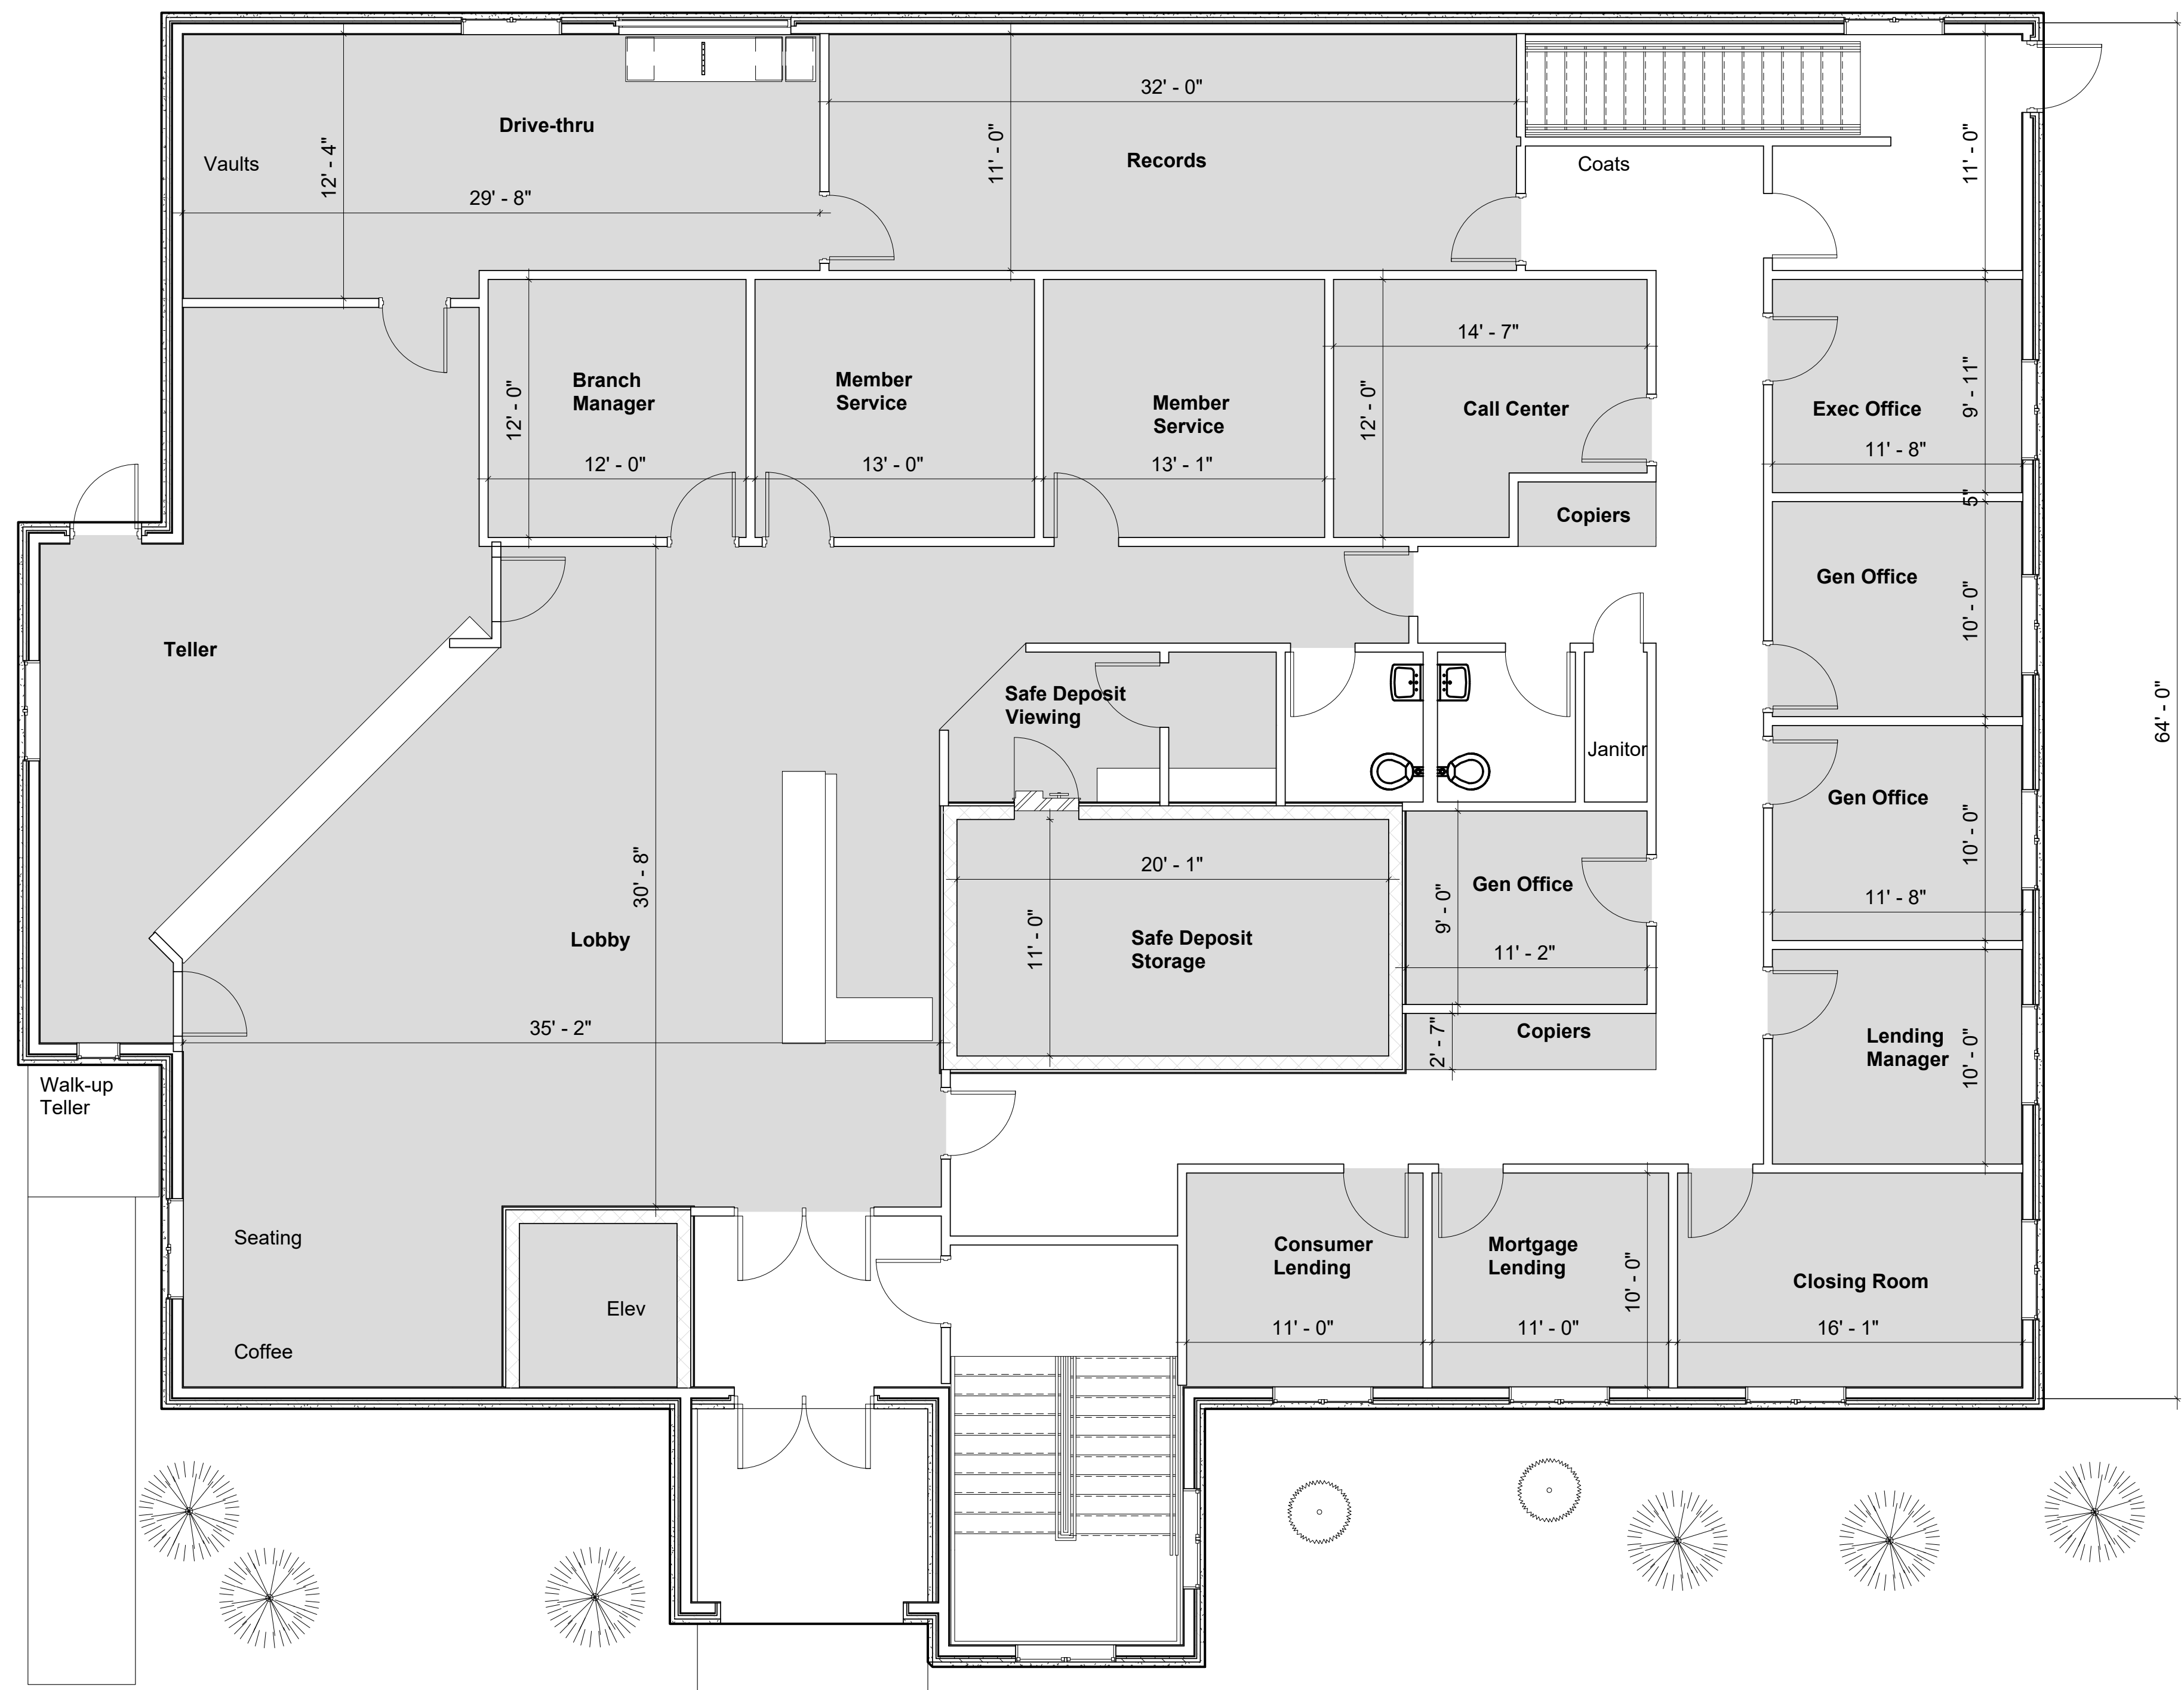 32' - 0"
Drive-thru
Vaults
12' - 4"
29' - 8"
11' - 0"
Records
Coats
11' - 0"
Branch
Manager
12' - 0"
12' - 0"
Member
Service
13' - 0"
Member
Service
13' - 1"
14' - 7"
12' - 0"
Call Center
Copiers
Exec Office
9' - 11"
11' - 8"
5"
Gen Office
10' - 0"
Teller
Safe Deposit
Viewing
Janitor
64' - 0"
Gen Office
10' - 0"
11' - 8"
30' - 8"
Lobby
35' - 2"
20' - 1"
11' - 0"
Safe Deposit
Storage
Gen Office
9' - 0"
11' - 2"
Copiers
2' - 7"
Lending
Manager
10' - 0"
Walk-up
Teller
Seating
Elev
Coffee
Consumer
Lending
11' - 0"
Mortgage
Lending
10' - 0"
11' - 0"
Closing Room
16' - 1"